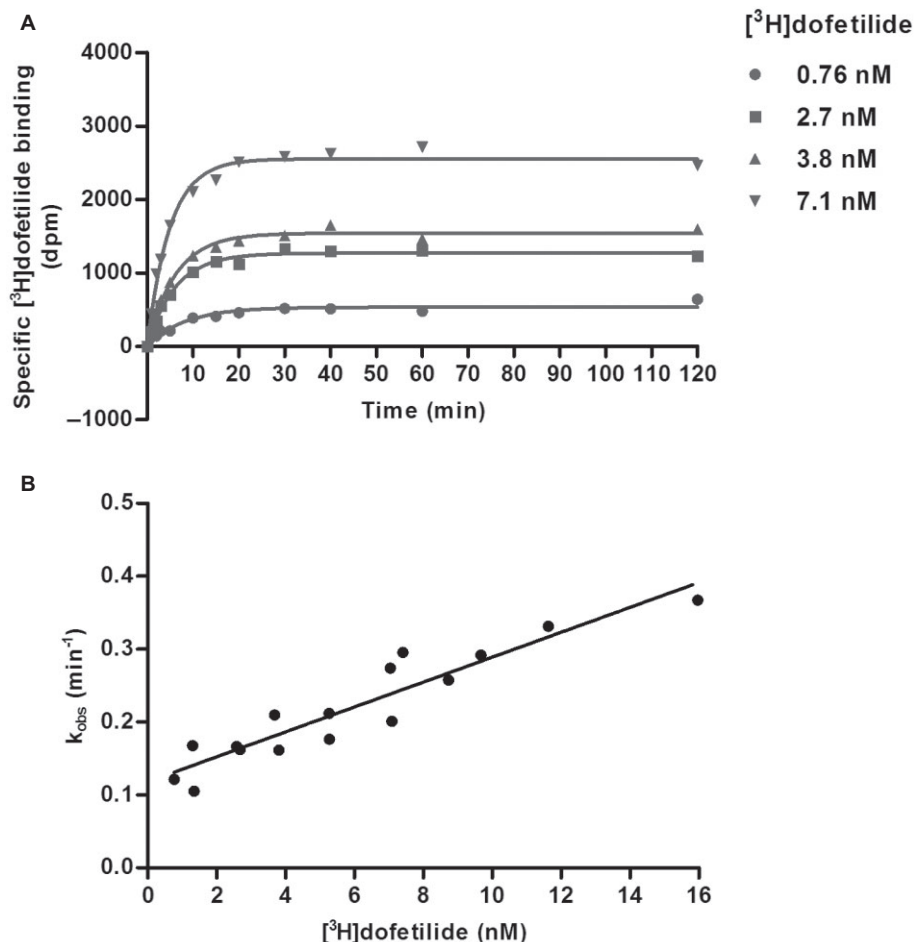 A
[³H]dofetilide
0.76 nM
2.7 nM
3.8 nM
7.1 nM
Specific [³H]dofetilide binding
(dpm)
4000
3000
2000
1000
0
–1000
10 20 30 40 50 60 70 80 90 100 110 120
Time (min)
B
kobs (min⁻¹)
0.5
0.4
0.3
0.2
0.1
0.0
0 2 4 6 8 10 12 14 16
[³H]dofetilide (nM)